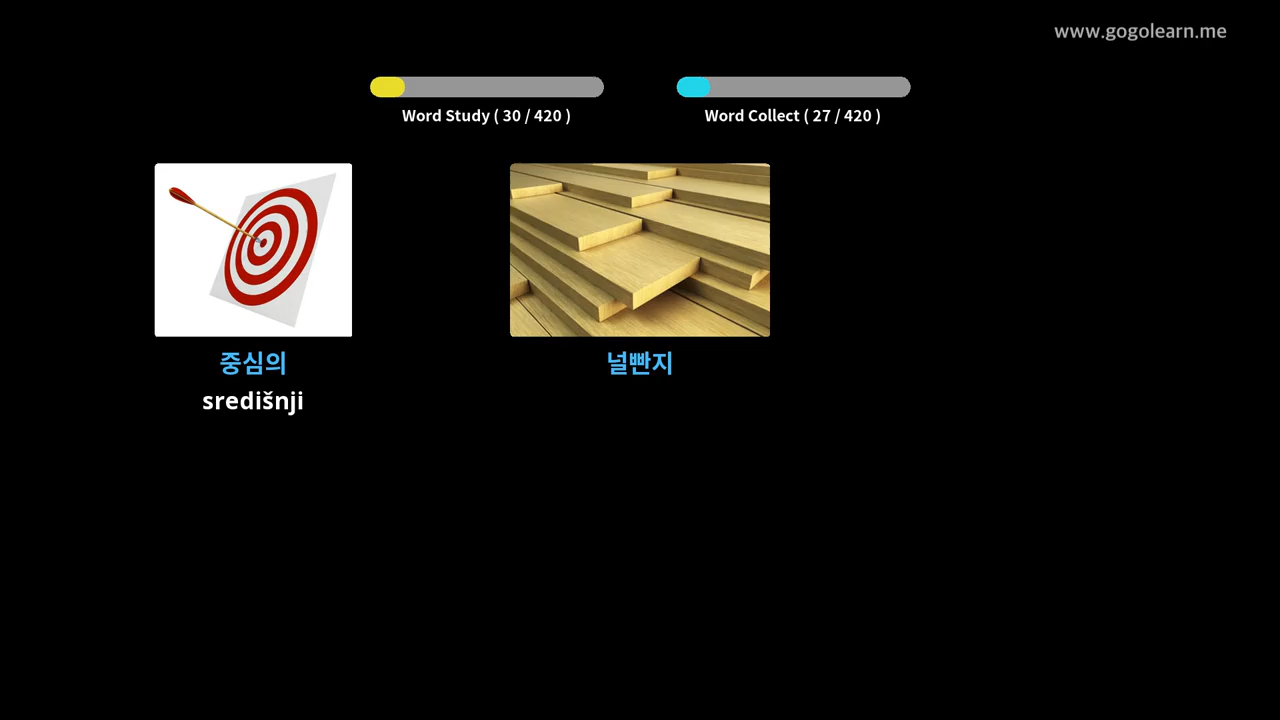 www.gogolearn.me
Word Study ( 30 / 420 )
Word Collect ( 27 / 420 )
중심의
središnji
널빤지